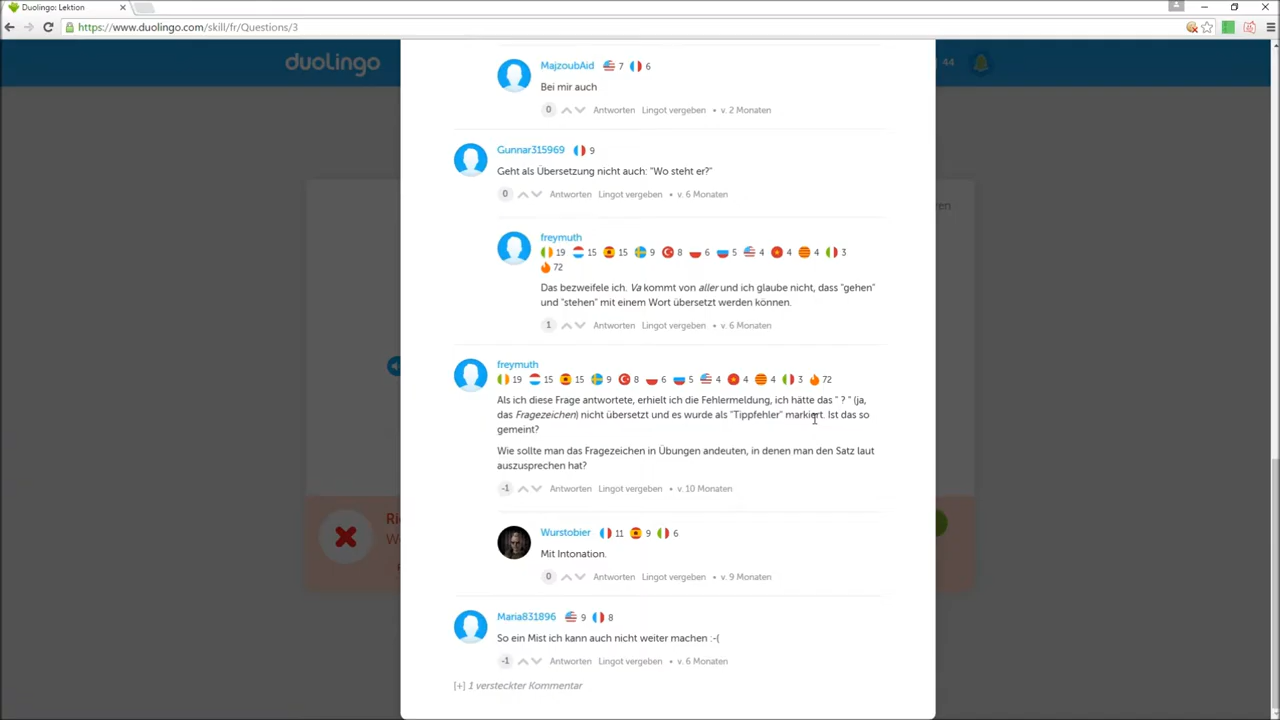 Duolingo: Lektion
https://www.duolingo.com/skill/fr/Questions/3
duolingo
44
MajzoubAid 7 6
Bei mir auch
0 Antworten Lingot vergeben • v. 2 Monaten
Gunnar315969 9
Geht als Übersetzung nicht auch: "Wo steht er?"
0 Antworten Lingot vergeben • v. 6 Monaten
freymuth
19 15 15 9 8 6 5 4 4 4 3
72
Das bezweifele ich. Va kommt von aller und ich glaube nicht, dass "gehen"
und "stehen" mit einem Wort übersetzt werden können.
1 Antworten Lingot vergeben • v. 6 Monaten
freymuth
19 15 15 9 8 6 5 4 4 4 3 72
Als ich diese Frage antwortete, erhielt ich die Fehlermeldung, ich hätte das " ? " (ja,
das Fragezeichen) nicht übersetzt und es wurde als "Tippfehler" markiert. Ist das so
gemeint?
Wie sollte man das Fragezeichen in Übungen andeuten, in denen man den Satz laut
auszusprechen hat?
-1 Antworten Lingot vergeben • v. 10 Monaten
Wurstobier 11 9 6
Mit Intonation.
0 Antworten Lingot vergeben • v. 9 Monaten
Maria831896 9 8
So ein Mist ich kann auch nicht weiter machen :-(
-1 Antworten Lingot vergeben • v. 6 Monaten
[+] 1 versteckter Kommentar